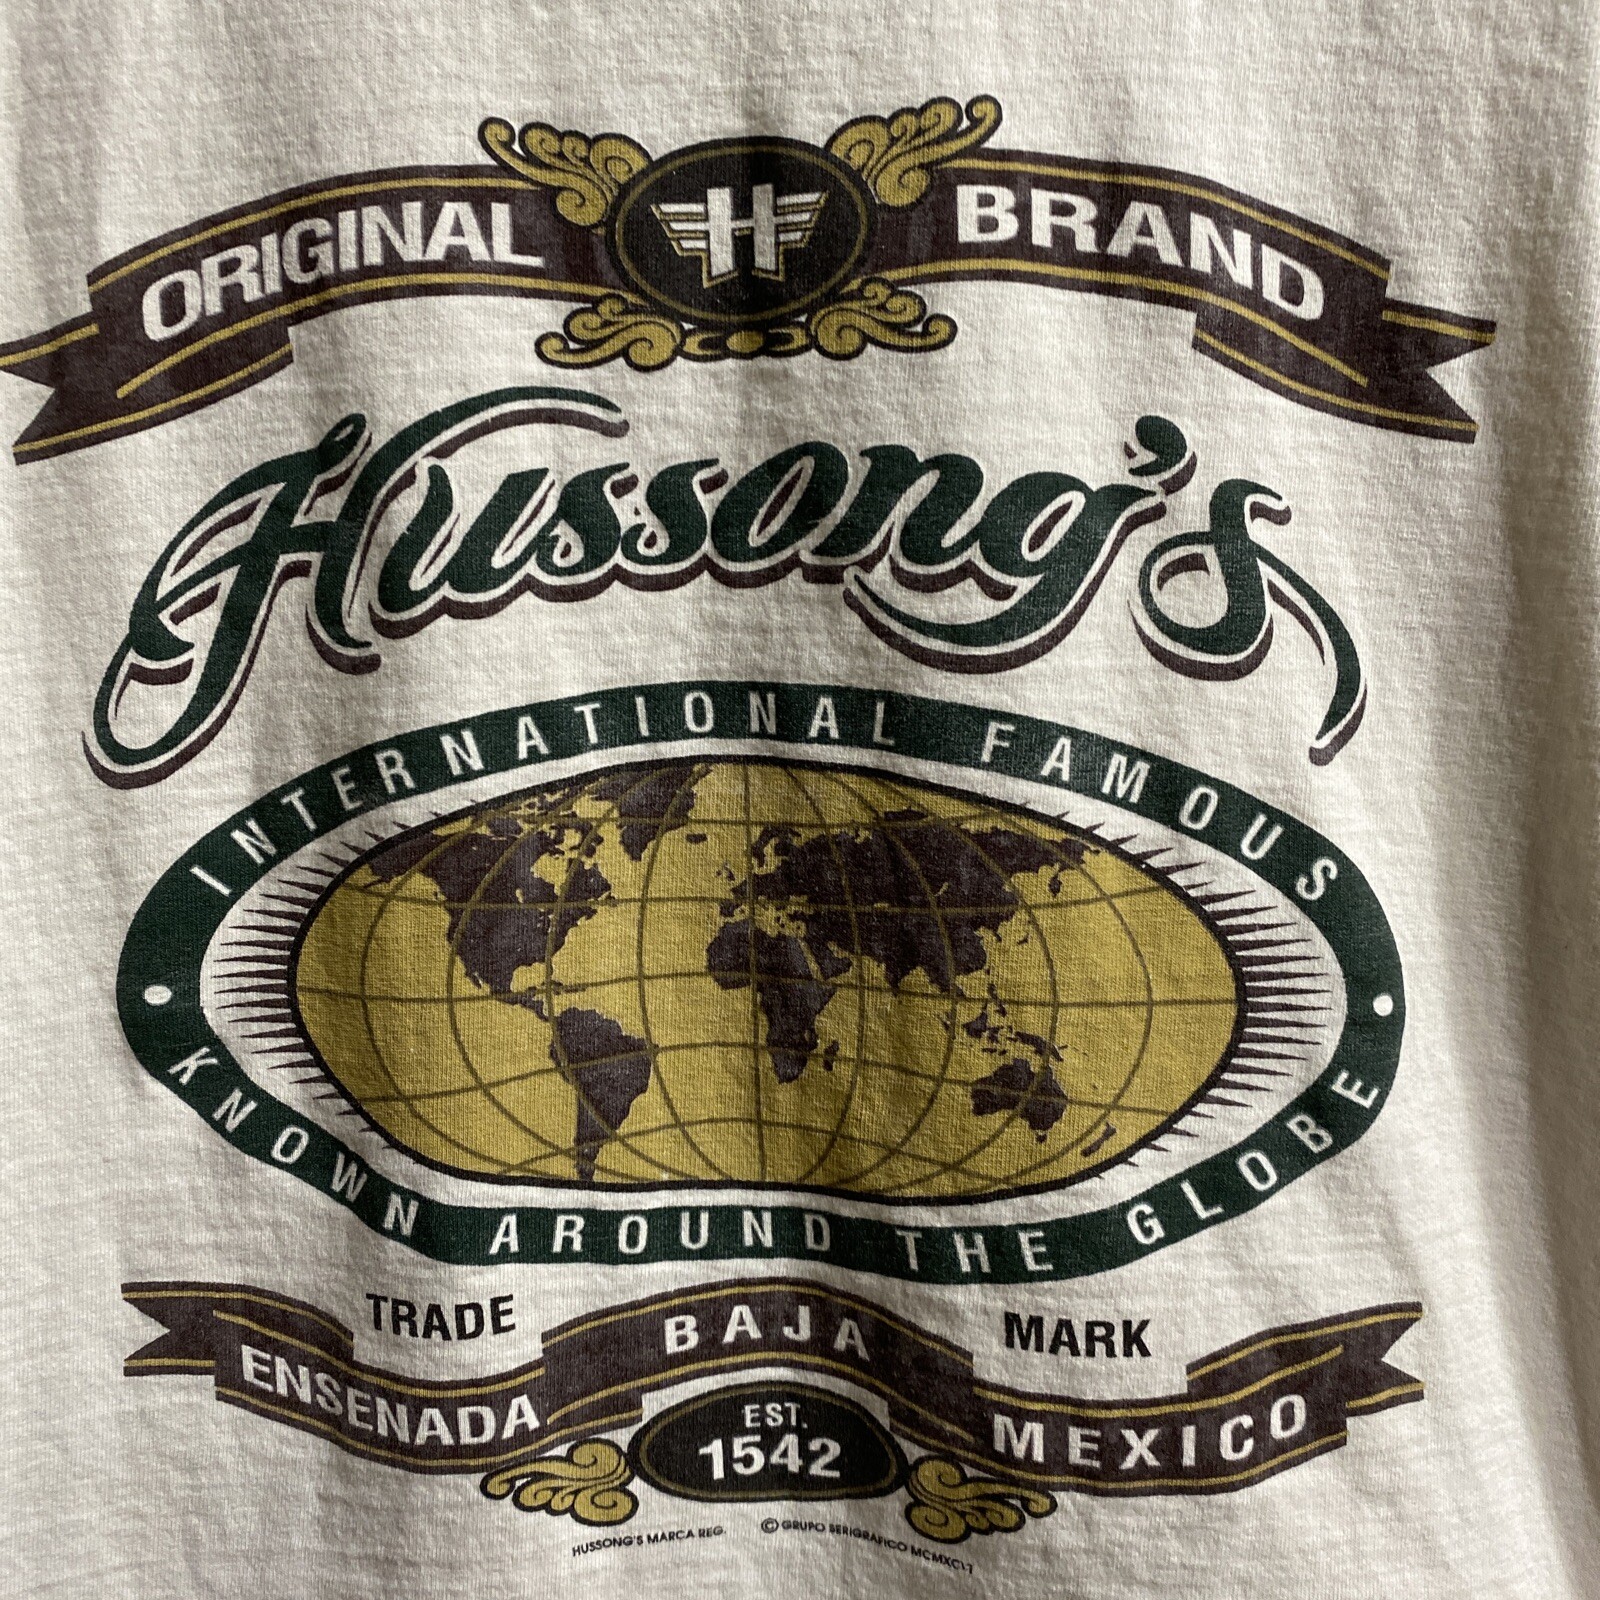 ORIGINAL H BRAND
Hussong's
INTERNATIONAL FAMOUS
KNOWN AROUND THE GLOBE
TRADE MARK
ENSENADA BAJA MEXICO
EST.
1542
HUSSONG'S MARCA REG. © GRUPO SERIGRAFICO